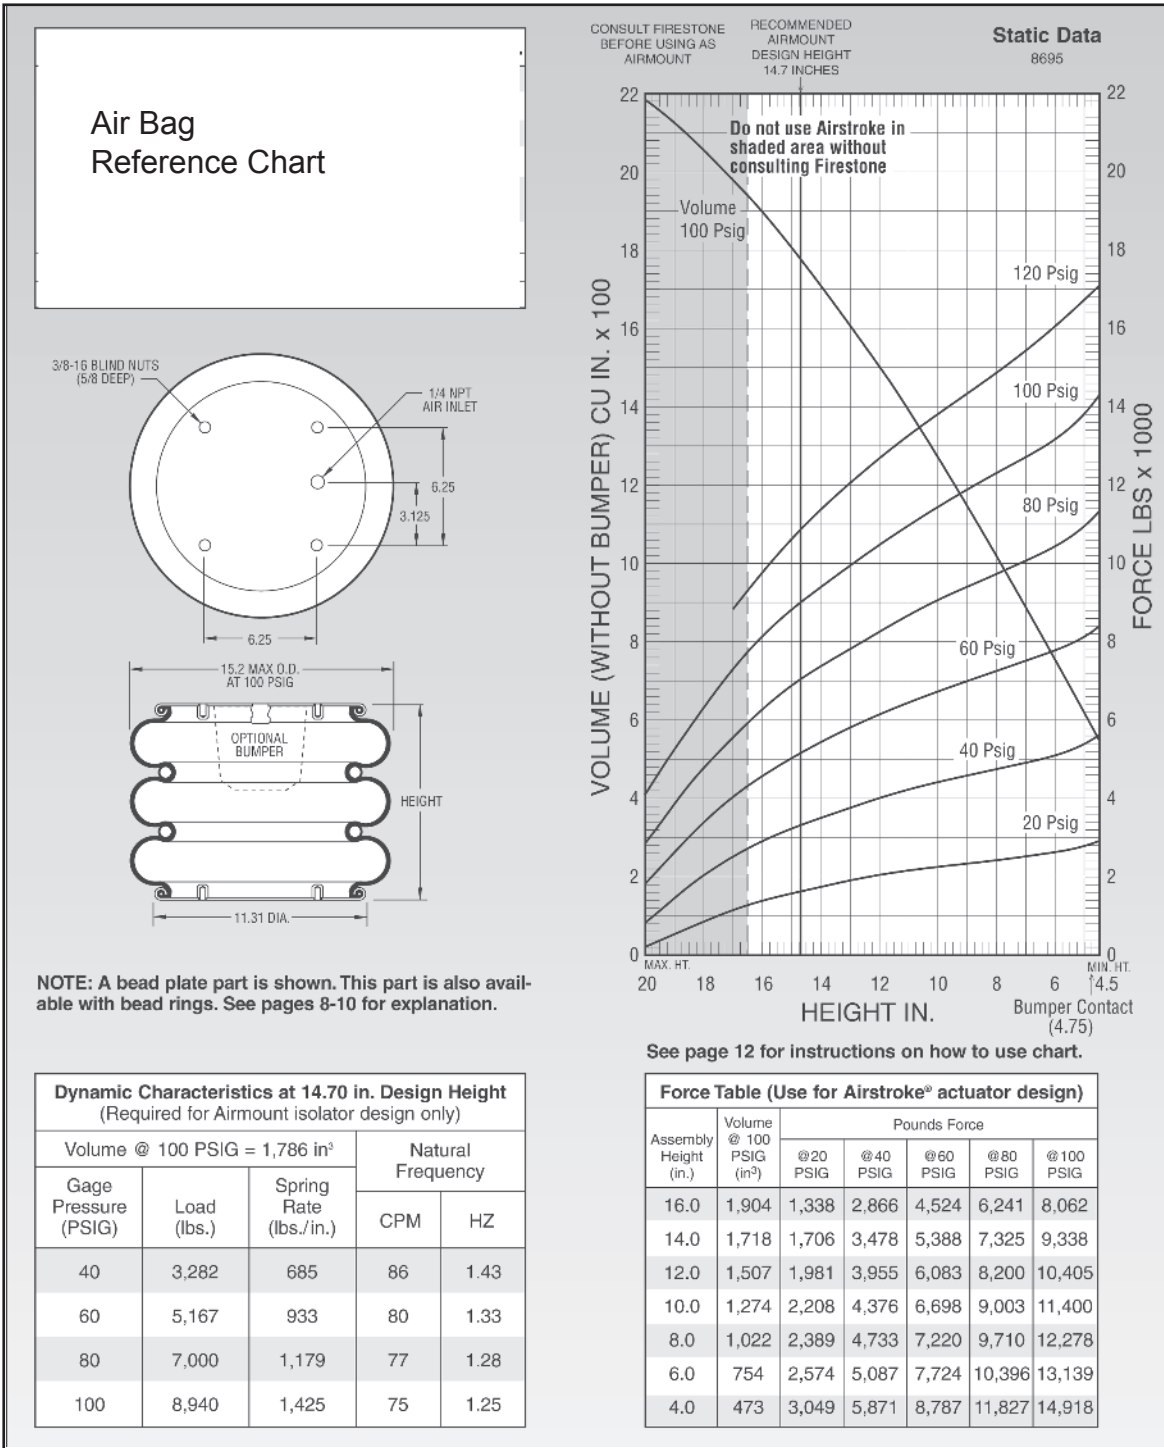 Air Bag
Reference Chart
3/8-16 BLIND NUTS
(5/8 DEEP)
1/4 NPT
AIR INLET
6.25
3.125
6.25
15.2 MAX O.D.
AT 100 PSIG
OPTIONAL
BUMPER
HEIGHT
11.31 DIA.
NOTE: A bead plate part is shown. This part is also avail-
able with bead rings. See pages 8-10 for explanation.
CONSULT FIRESTONE
BEFORE USING AS
AIRMOUNT
RECOMMENDED
AIRMOUNT
DESIGN HEIGHT
14.7 INCHES
Static Data
8695
Do not use Airstroke in
shaded area without
consulting Firestone
Volume
100 Psig
120 Psig
100 Psig
80 Psig
60 Psig
40 Psig
20 Psig
VOLUME (WITHOUT BUMPER) CU IN. x 100
22
20
18
16
14
12
10
8
6
4
2
0
FORCE LBS x 1000
22
20
18
16
14
12
10
8
6
4
2
0
MAX. HT.
MIN. HT.
20 18 16 14 12 10 8 6 4.5
HEIGHT IN.
Bumper Contact
(4.75)
See page 12 for instructions on how to use chart.
Dynamic Characteristics at 14.70 in. Design Height
(Required for Airmount isolator design only)
Volume @ 100 PSIG = 1,786 in³
Natural
Frequency
Gage
Pressure
(PSIG)
Load
(lbs.)
Spring
Rate
(lbs./in.)
CPM HZ
40 3,282 685 86 1.43
60 5,167 933 80 1.33
80 7,000 1,179 77 1.28
100 8,940 1,425 75 1.25
Force Table (Use for Airstroke® actuator design)
Assembly
Height
(in.)
Volume
@ 100
PSIG
(in³)
Pounds Force
@20
PSIG
@40
PSIG
@60
PSIG
@80
PSIG
@100
PSIG
16.0 1,904 1,338 2,866 4,524 6,241 8,062
14.0 1,718 1,706 3,478 5,388 7,325 9,338
12.0 1,507 1,981 3,955 6,083 8,200 10,405
10.0 1,274 2,208 4,376 6,698 9,003 11,400
8.0 1,022 2,389 4,733 7,220 9,710 12,278
6.0 754 2,574 5,087 7,724 10,396 13,139
4.0 473 3,049 5,871 8,787 11,827 14,918